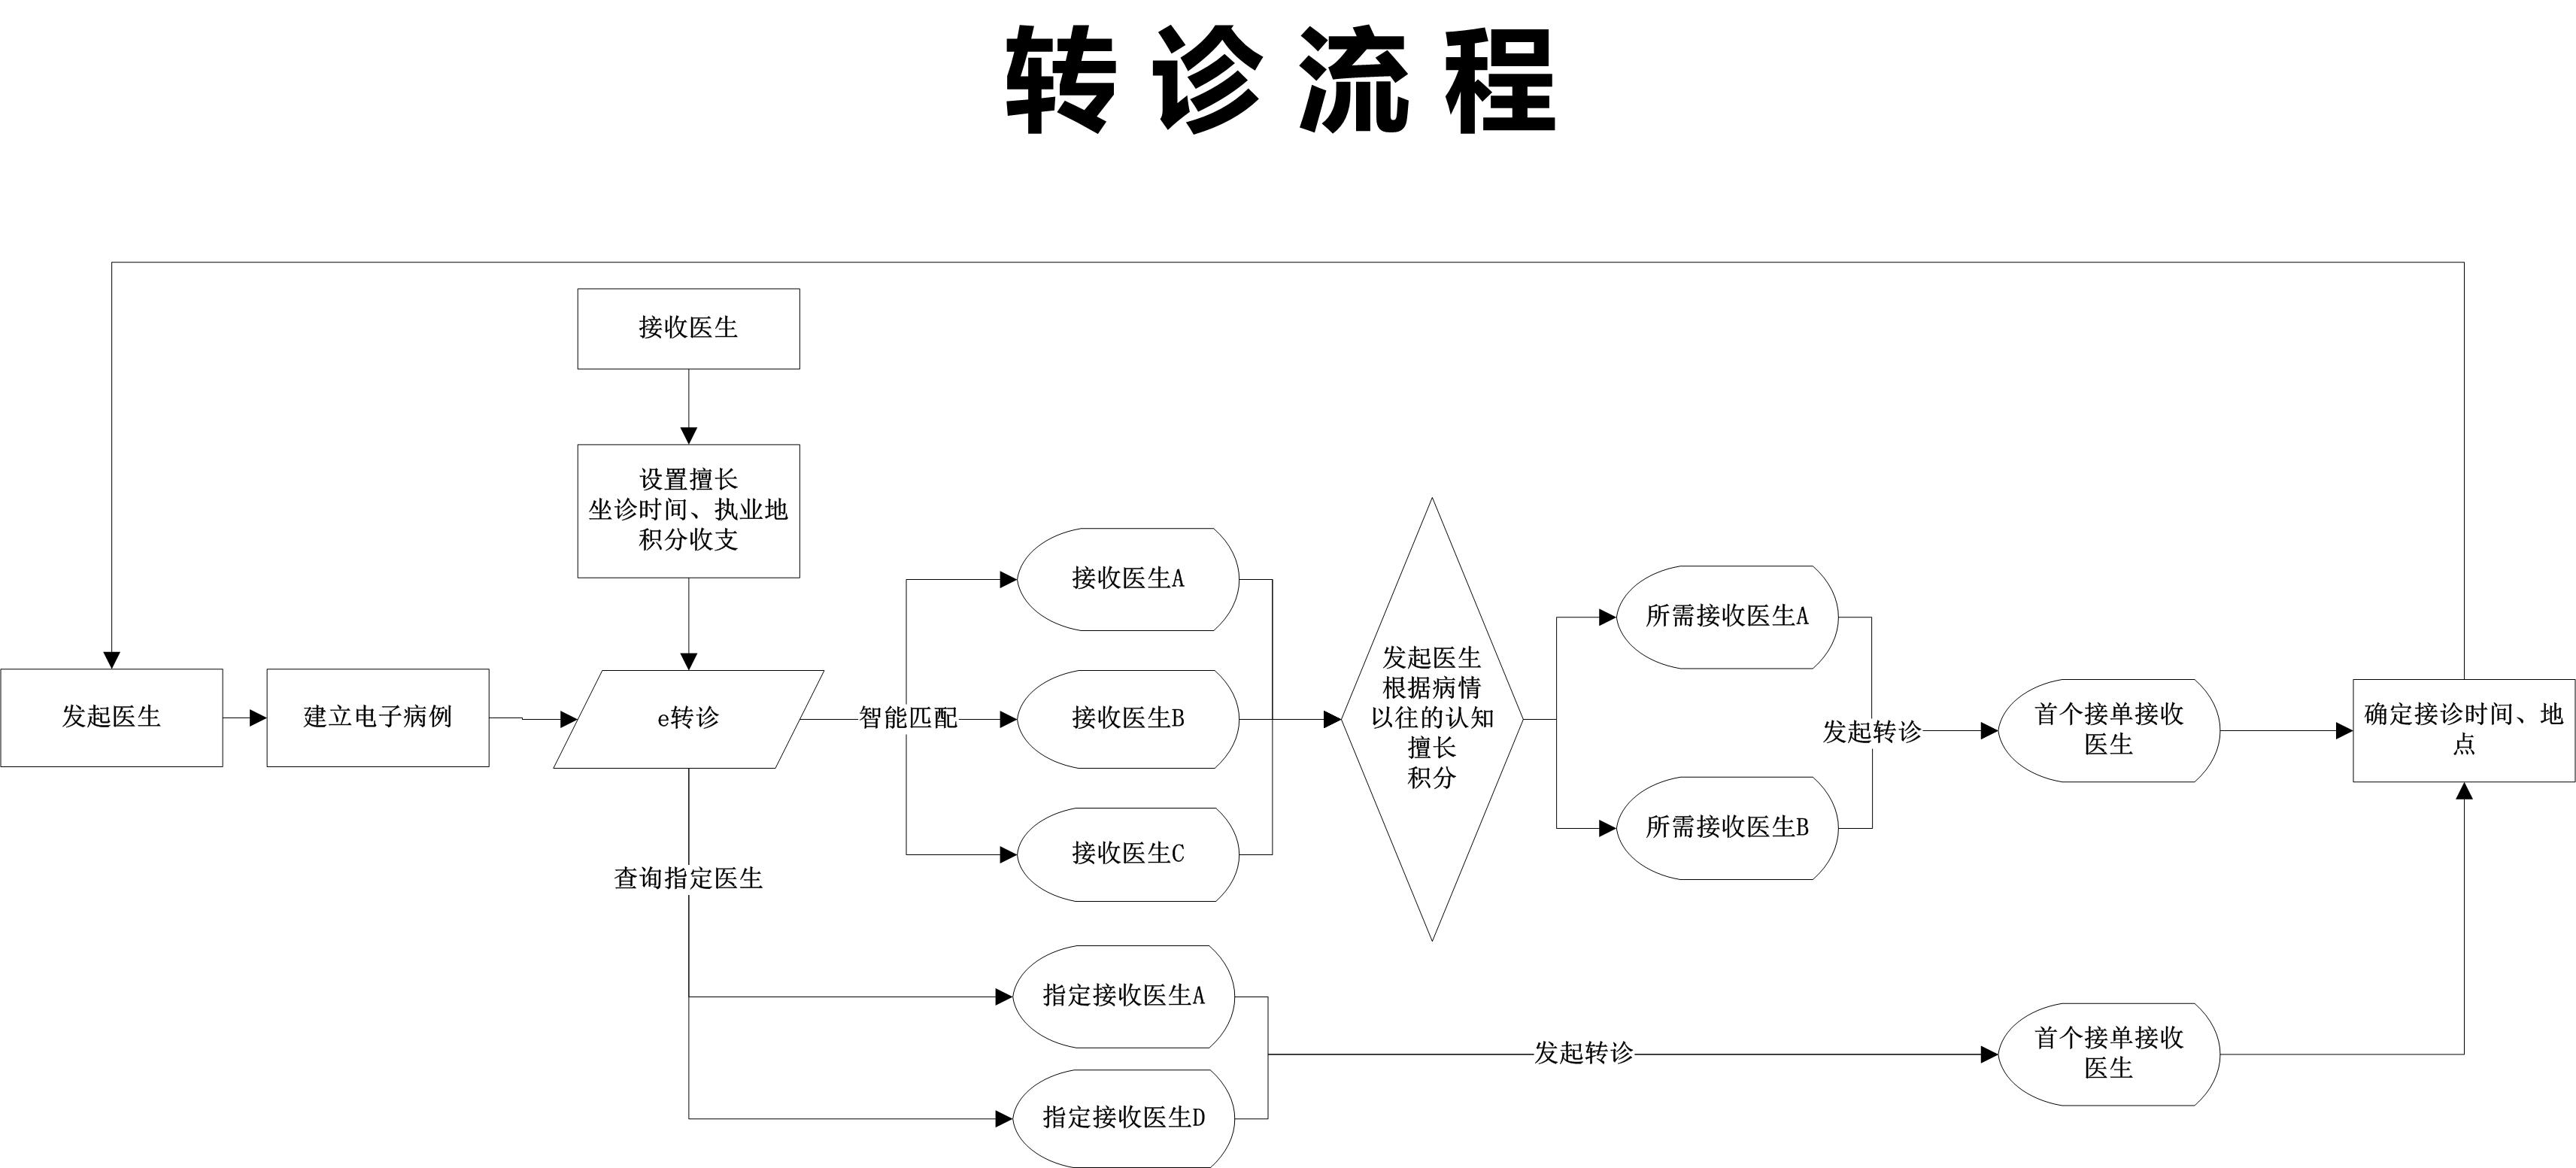 转诊流程
接收医生
设置擅长
坐诊时间、执业地
积分收支
发起医生
建立电子病例
e转诊
智能匹配
查询指定医生
接收医生A
接收医生B
接收医生C
指定接收医生A
指定接收医生D
发起医生
根据病情
以往的认知
擅长
积分
所需接收医生A
所需接收医生B
发起转诊
首个接单接收
医生
确定接诊时间、地
点
发起转诊
首个接单接收
医生